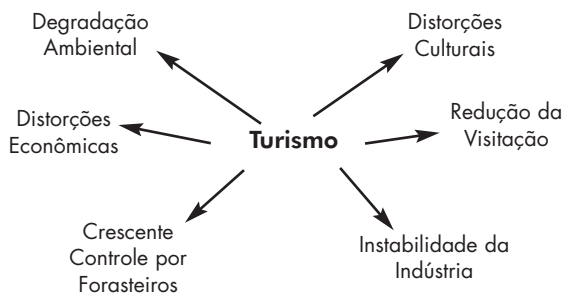 Degradação
Ambiental
Distorções
Culturais
Distorções
Econômicas
Turismo
Redução da
Visitação
Crescente
Controle por
Forasteiros
Instabilidade da
Indústria